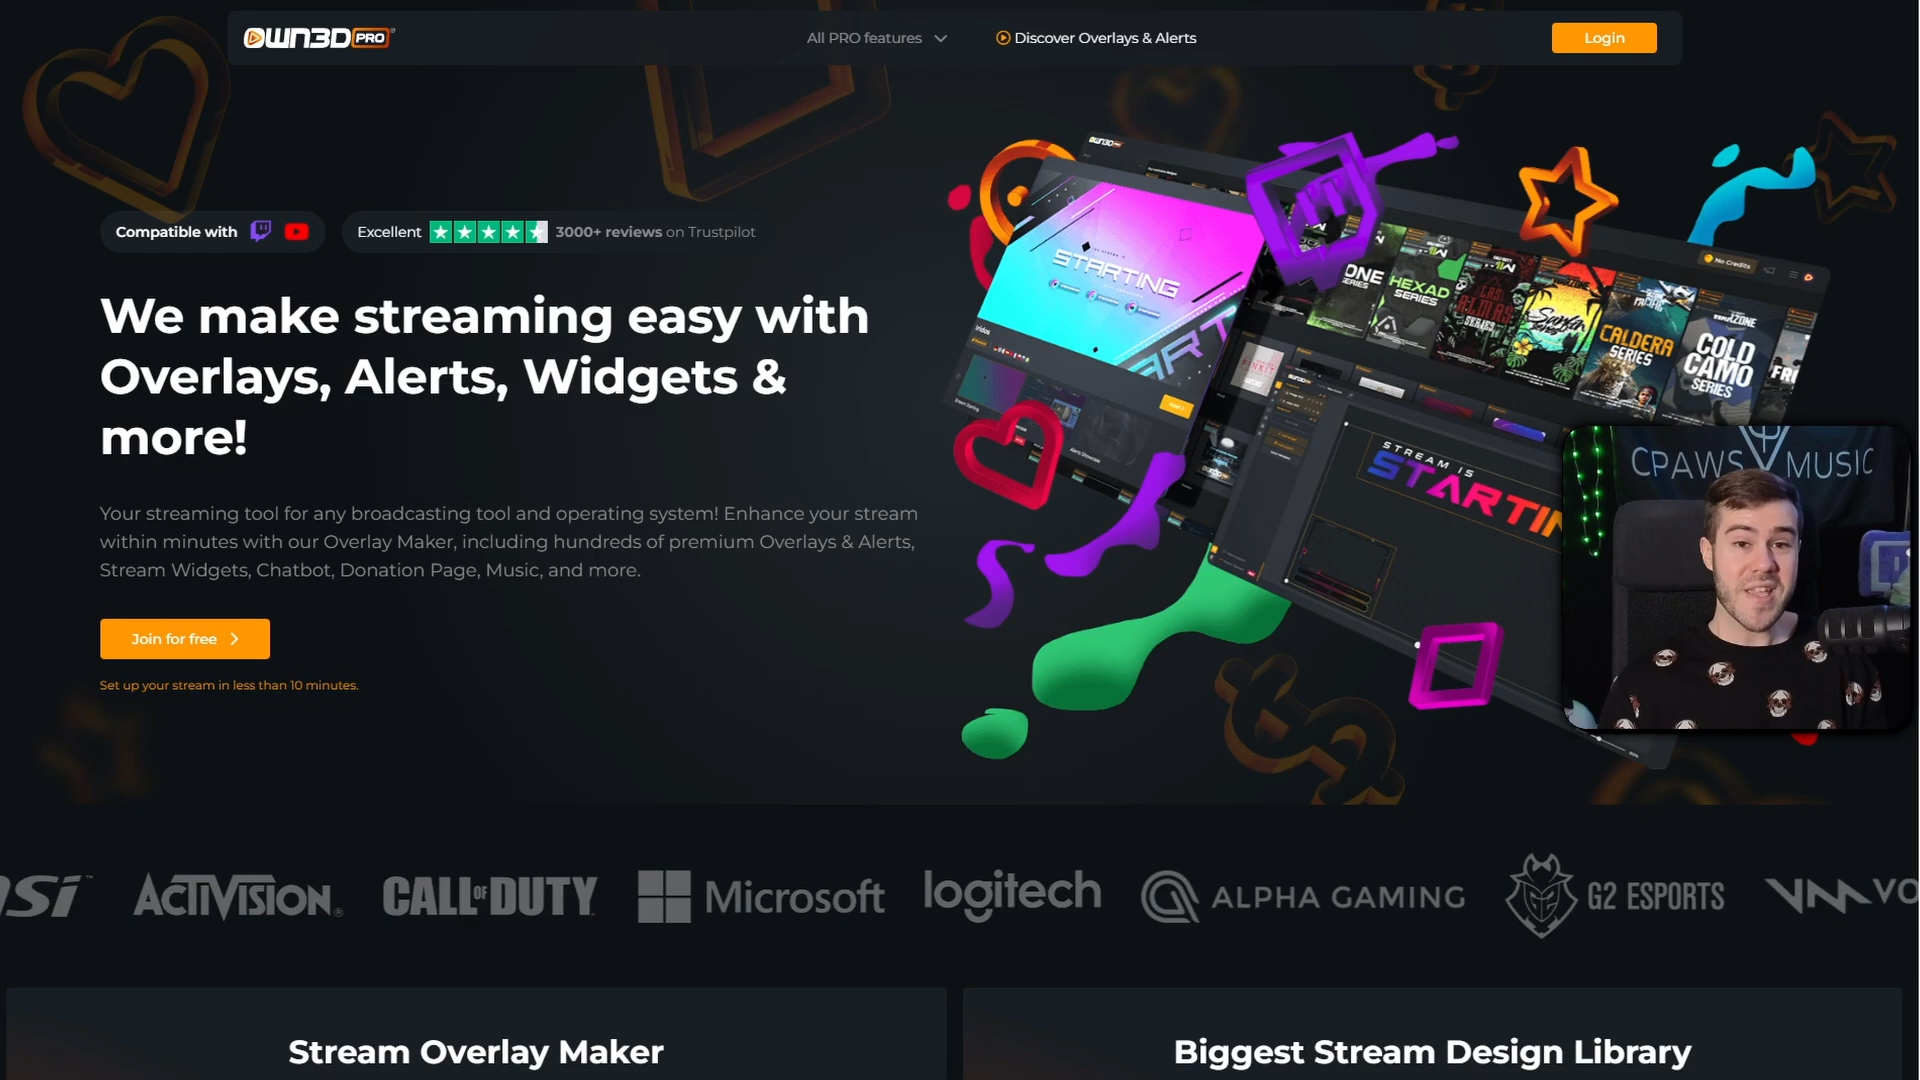 OWN3D PRO
All PRO features
Discover Overlays & Alerts
Login
Compatible with
Excellent
3000+ reviews on Trustpilot
We make streaming easy with
Overlays, Alerts, Widgets &
more!
Your streaming tool for any broadcasting tool and operating system! Enhance your stream
within minutes with our Overlay Maker, including hundreds of premium Overlays & Alerts,
Stream Widgets, Chatbot, Donation Page, Music, and more.
Join for free
Set up your stream in less than 10 minutes.
STARTING
No Credits
HEXAD
SERIES
CALDERA
SERIES
COLD
CAMO
SERIES
STREAM IS
CPAWS MUSIC
ACTIVISION
CALL OF DUTY
Microsoft
logitech
ALPHA GAMING
G2 ESPORTS
Stream Overlay Maker
Biggest Stream Design Library